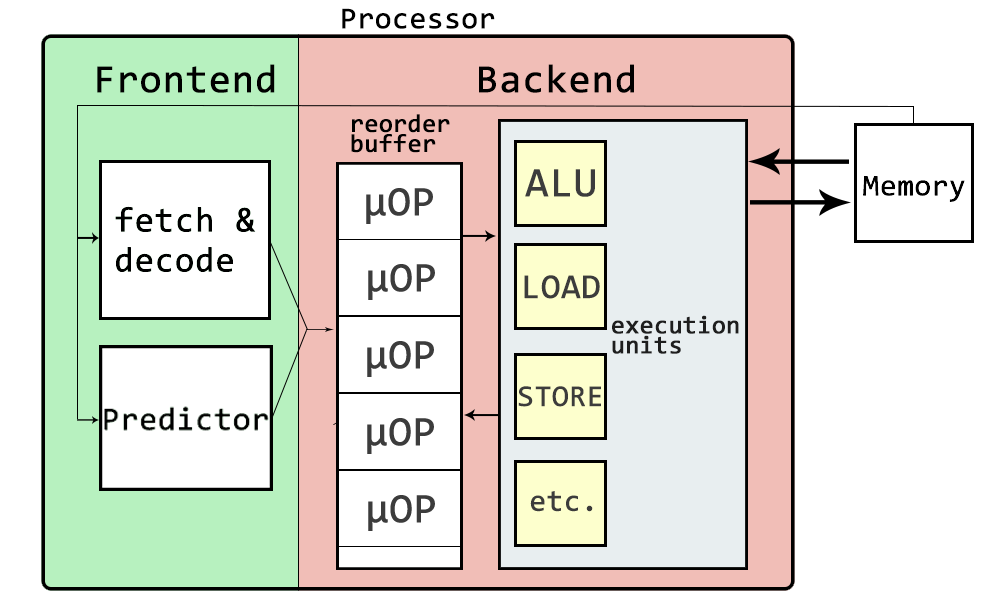 Processor
Frontend
Backend
reorder
buffer
fetch &
decode
Predictor
μOP
μOP
μOP
μOP
μOP
ALU
LOAD
STORE
etc.
execution
units
Memory